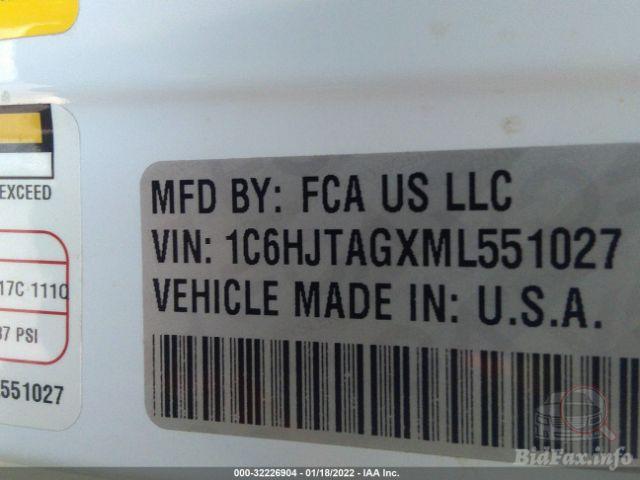 EXCEED
17C 1110
37 PSI
551027
MFD BY: FCA US LLC
VIN: 1C6HJTAGXML551027
VEHICLE MADE IN: U.S.A.
BidFax.info
000-32226904 - 01/18/2022 - IAA Inc.